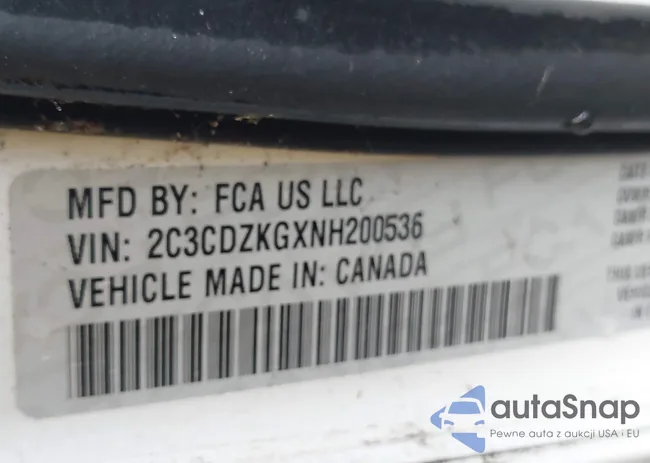 MFD BY: FCA US LLC
VIN: 2C3CDZKGXNH200536
VEHICLE MADE IN: CANADA
autaSnap
Pewne auta z aukcji USA i EU